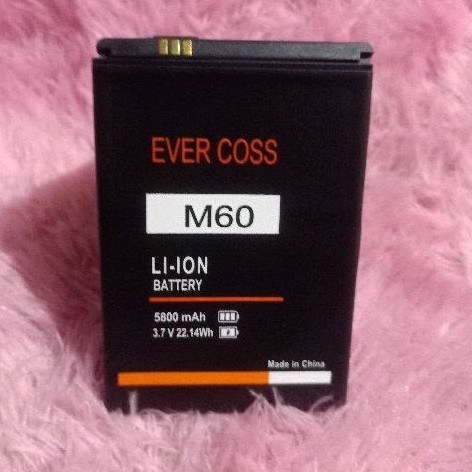 EVER COSS
M60
LI-ION
BATTERY
5800 mAh
3.7 V 22.14Wh
Made in China